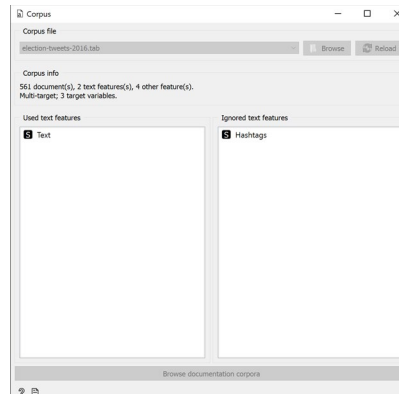 Corpus
Corpus file
election-tweets-2016.tab
Browse
Reload
Corpus info
561 document(s), 2 text features(s), 4 other feature(s).
Multi-target; 3 target variables.
Used text features
Ignored text features
S Text
S Hashtags
Browse documentation corpora